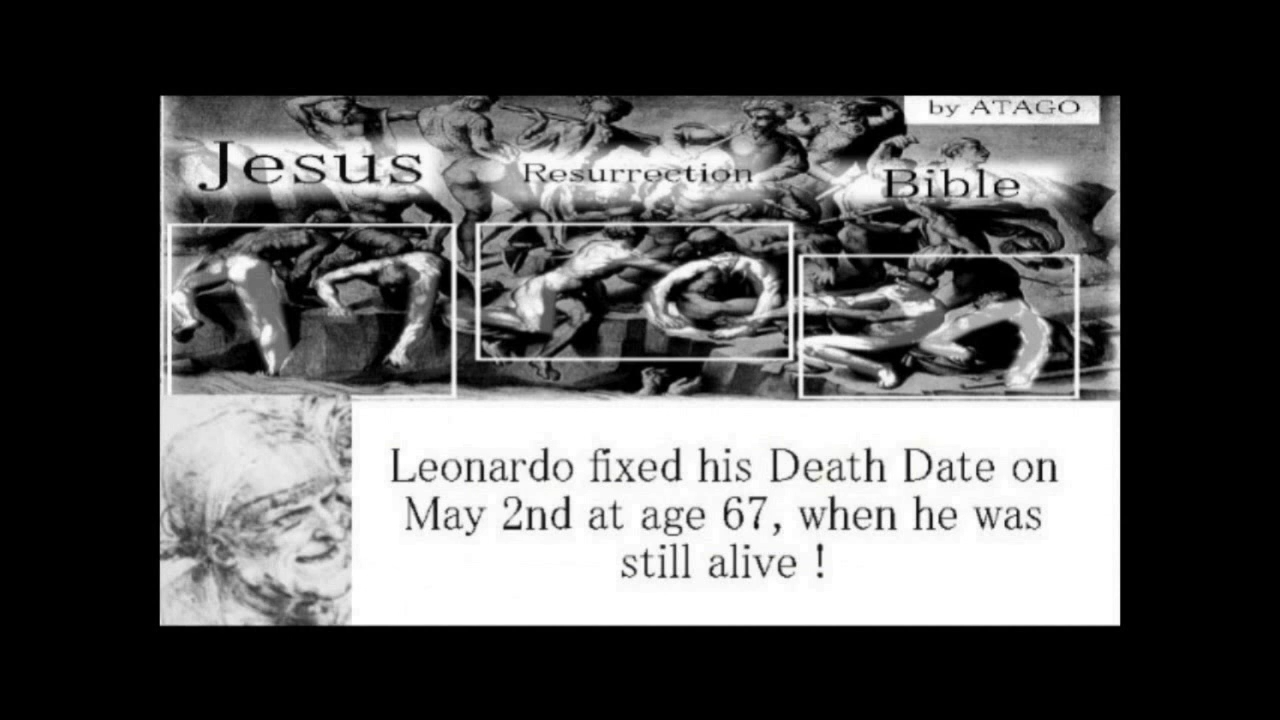 by ATAGO
Jesus
Resurrection
Bible
Leonardo fixed his Death Date on
May 2nd at age 67, when he was
still alive !